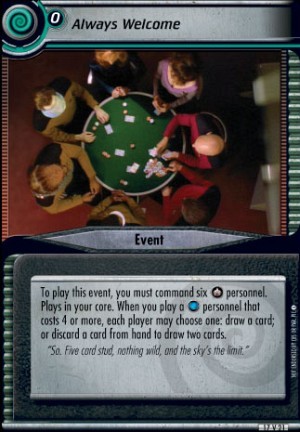 0 Always Welcome
Event
To play this event, you must command six personnel.
Plays in your core. When you play a personnel that
costs 4 or more, each player may choose one: draw a card;
or discard a card from hand to draw two cards.
"So. Five card stud, nothing wild, and the sky's the limit."
17 V 31